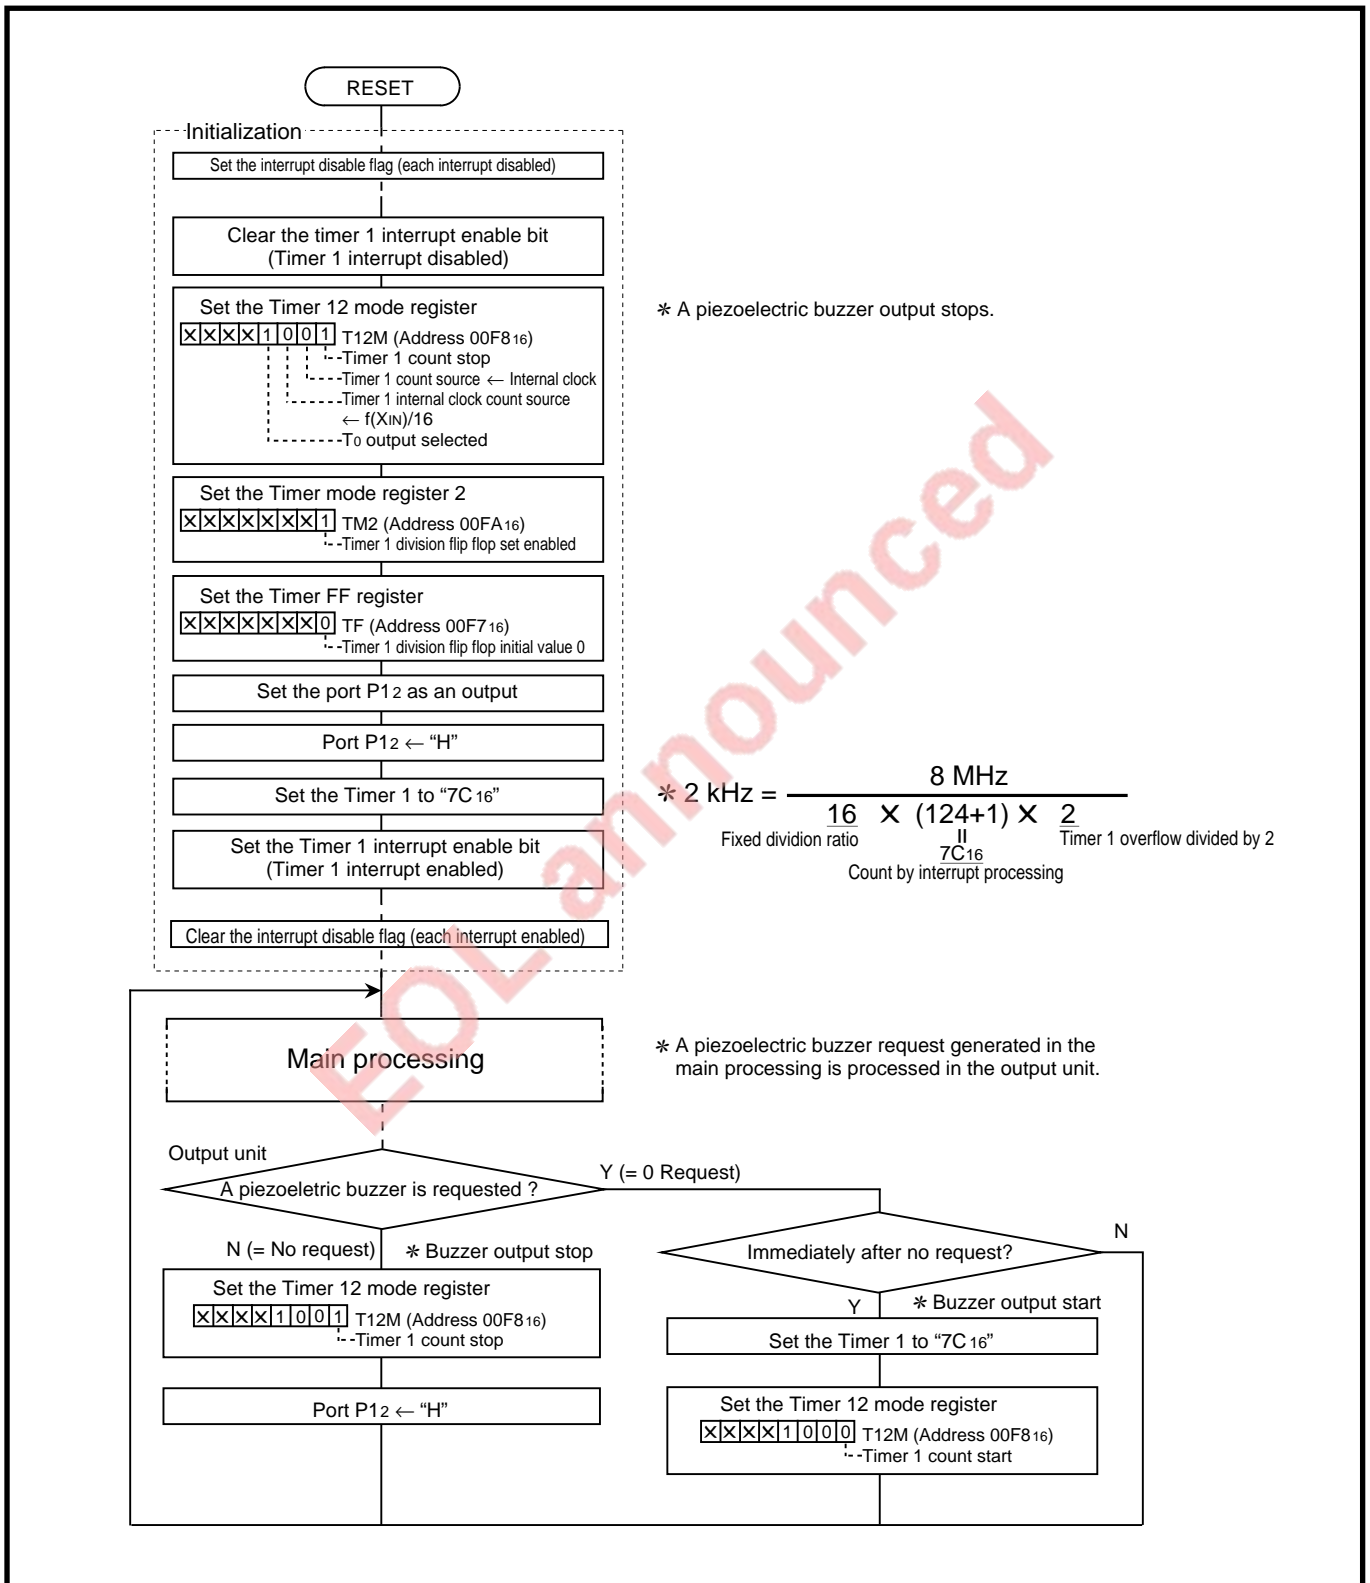 RESET
Initialization
Set the interrupt disable flag (each interrupt disabled)
Clear the timer 1 interrupt enable bit
(Timer 1 interrupt disabled)
Set the Timer 12 mode register
XXXX1001 T12M (Address 00F816)
Timer 1 count stop
Timer 1 count source ← Internal clock
Timer 1 internal clock count source
← f(XIN)/16
T0 output selected
* A piezoelectric buzzer output stops.
Set the Timer mode register 2
XXXXXXX1 TM2 (Address 00FA16)
Timer 1 division flip flop set enabled
Set the Timer FF register
XXXXXXX0 TF (Address 00F716)
Timer 1 division flip flop initial value 0
Set the port P12 as an output
Port P12 ← “H”
Set the Timer 1 to “7C16”
Set the Timer 1 interrupt enable bit
(Timer 1 interrupt enabled)
Clear the interrupt disable flag (each interrupt enabled)
8 MHz
* 2 kHz =
16 X (124+1) X 2
Fixed dividion ratio
=
Timer 1 overflow divided by 2
7C16
Count by interrupt processing
EOL announced
Main processing
* A piezoelectric buzzer request generated in the
main processing is processed in the output unit.
Output unit
A piezoeletric buzzer is requested ?
Y (= 0 Request)
N (= No request)
* Buzzer output stop
Set the Timer 12 mode register
XXXX1001 T12M (Address 00F816)
Timer 1 count stop
Port P12 ← “H”
Immediately after no request?
N
Y
* Buzzer output start
Set the Timer 1 to “7C16”
Set the Timer 12 mode register
XXXX1000 T12M (Address 00F816)
Timer 1 count start